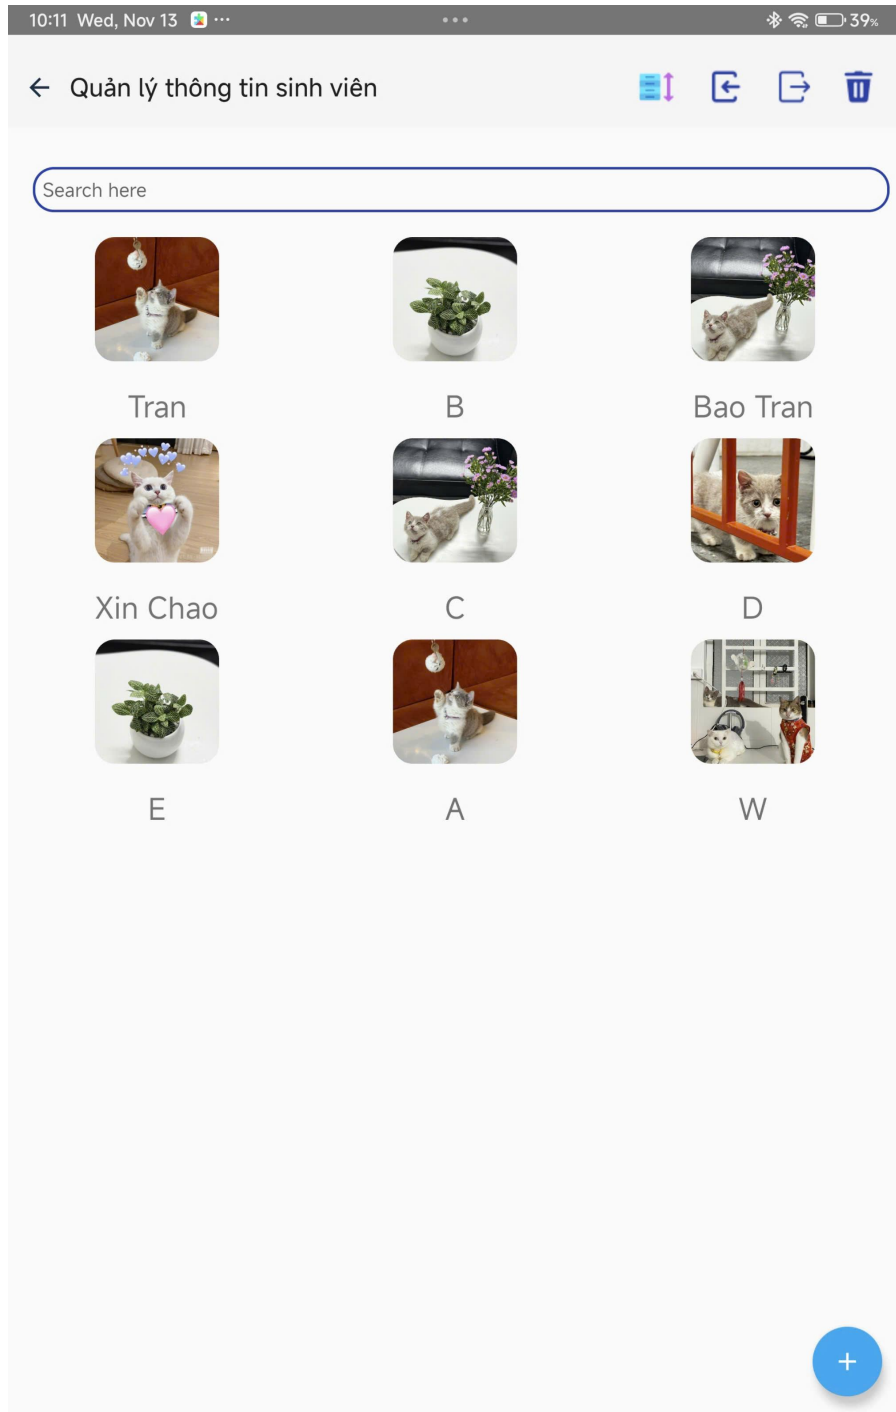 10:11 Wed, Nov 13 39%
Quản lý thông tin sinh viên
Search here
Tran B Bao Tran
Xin Chao C D
E A W